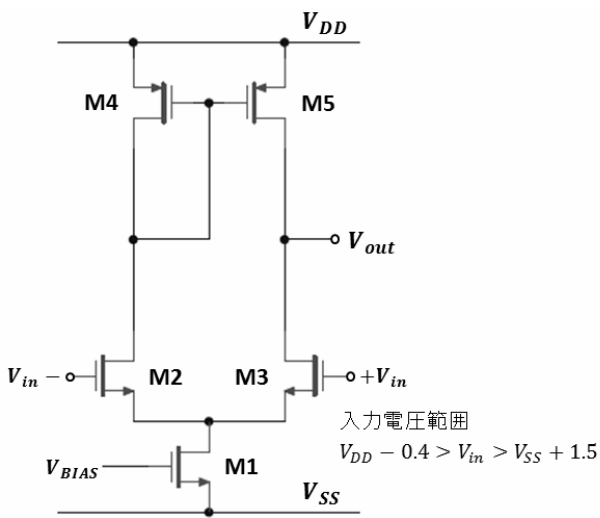 V_DD
M4
M5
V_out
V_in −
M2
M3
+V_in
入力電圧範囲
V_DD − 0.4 > V_in > V_SS + 1.5
V_BIAS
M1
V_SS